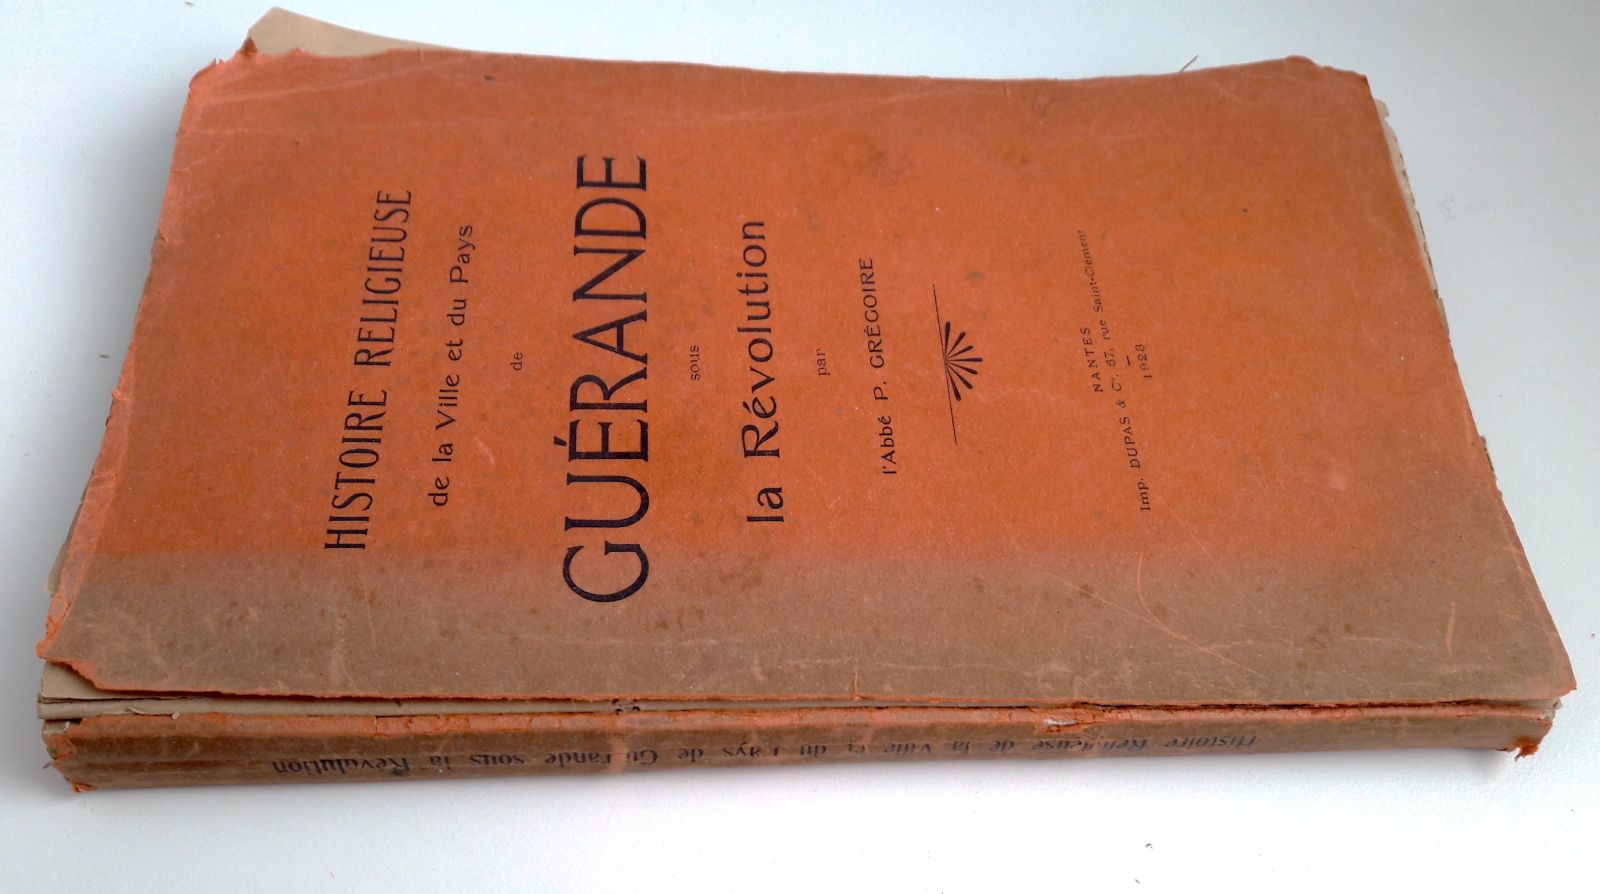 HISTOIRE RELIGIEUSE
de la Ville et du Pays
de
GUÉRANDE
sous
la Révolution
par
l'Abbé P. GRÉGOIRE
NANTES
Imp. DUPAS & Cie, 57, rue Saint-Clément
1923
Histoire Religieuse de la Ville et du Pays de Guérande sous la Révolution